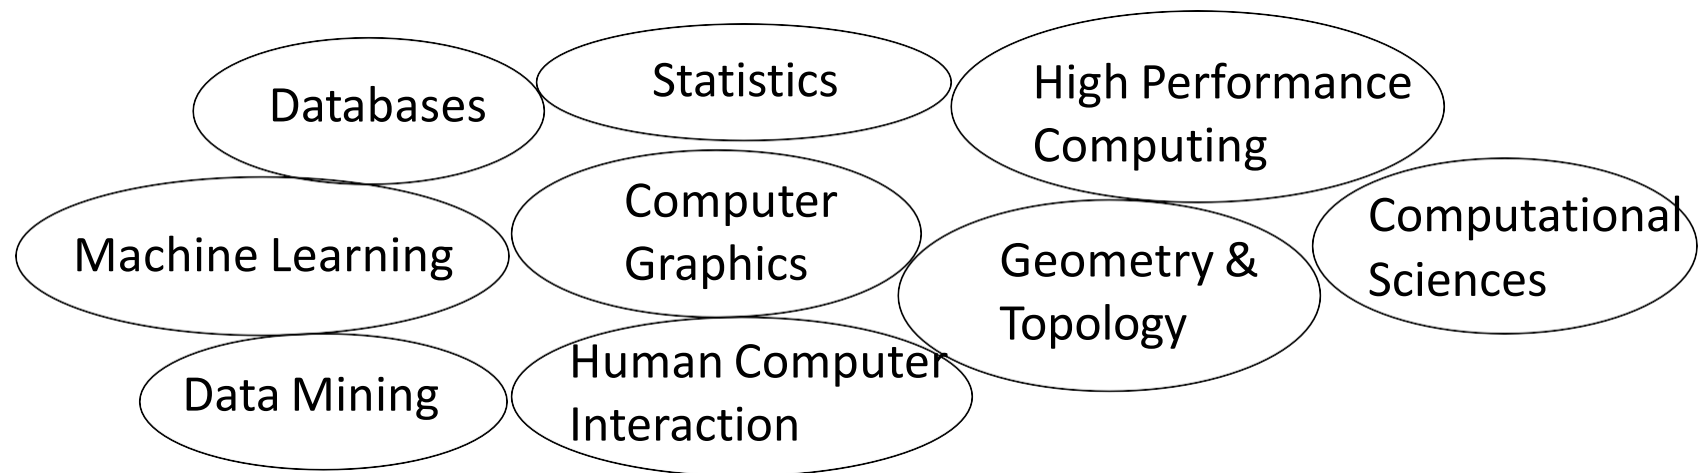 Databases
Statistics
High Performance
Computing
Machine Learning
Computer
Graphics
Geometry &
Topology
Computational
Sciences
Data Mining
Human Computer
Interaction